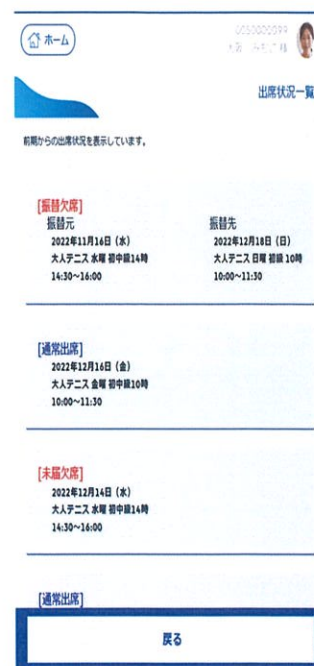 ホーム
出席状況一覧
前期からの出席状況を表示しています。
[振替欠席]
振替元
2022年11月16日（水）
大人テニス 水曜 初中級14時
14:30〜16:00
振替先
2022年12月18日（日）
大人テニス 日曜 初級 10時
10:00〜11:30
[通常出席]
2022年12月16日（金）
大人テニス 金曜 初中級10時
10:00〜11:30
[未届欠席]
2022年12月14日（水）
大人テニス 水曜 初中級14時
14:30〜16:00
[通常出席]
戻る